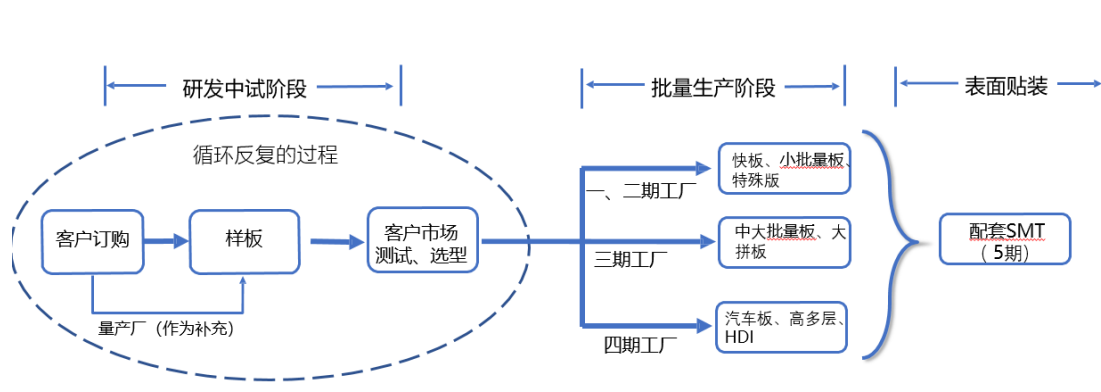 研发中试阶段
批量生产阶段
表面贴装
循环反复的过程
客户订购
样板
客户市场
测试、选型
量产厂（作为补充）
一、二期工厂
三期工厂
四期工厂
快板、小批量板、
特殊版
中大批量板、大
拼板
汽车板、高多层、
HDI
配套SMT
（5期）